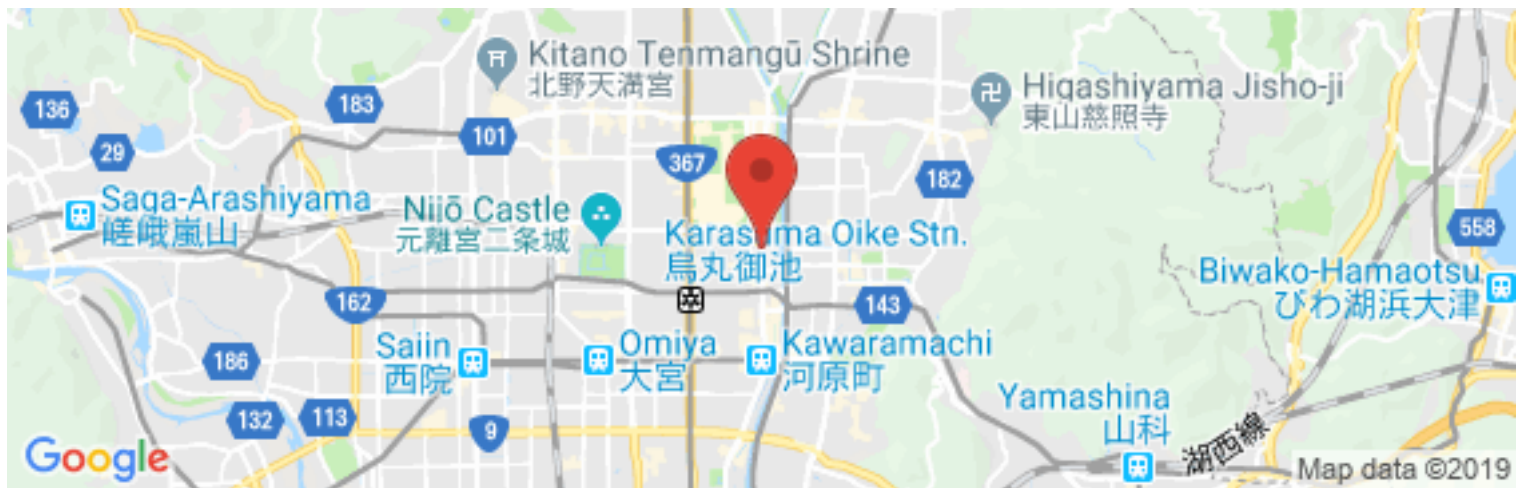 Kitano Tenmangū Shrine
北野天満宮
Higashiyama Jisho-ji
東山慈照寺
183
136
101
29
367
182
Saga-Arashiyama
嵯峨嵐山
Nijō Castle
元離宮二条城
Karasuma Oike Stn.
烏丸御池
558
Biwako-Hamaotsu
びわ湖浜大津
162
143
Saiin
西院
Omiya
大宮
Kawaramachi
河原町
186
Yamashina
山科
132
113
9
湖西線
Google
Map data ©2019